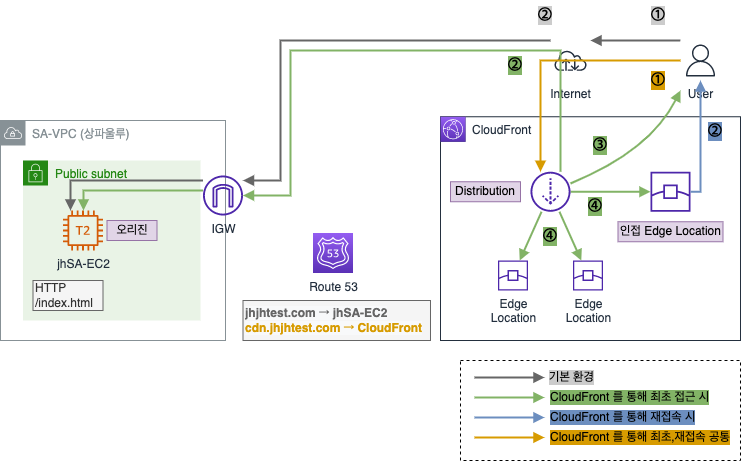 ②
①
②
Internet
①
User
SA-VPC (상파울루)
CloudFront
②
③
Public subnet
Distribution
④
T2
오리진
IGW
인접 Edge Location
jhSA-EC2
④
④
53
HTTP
/index.html
Route 53
Edge
Location
Edge
Location
jhjhtest.com → jhSA-EC2
cdn.jhjhtest.com → CloudFront
기본 환경
CloudFront 를 통해 최초 접근 시
CloudFront 를 통해 재접속 시
CloudFront 를 통해 최초,재접속 공통